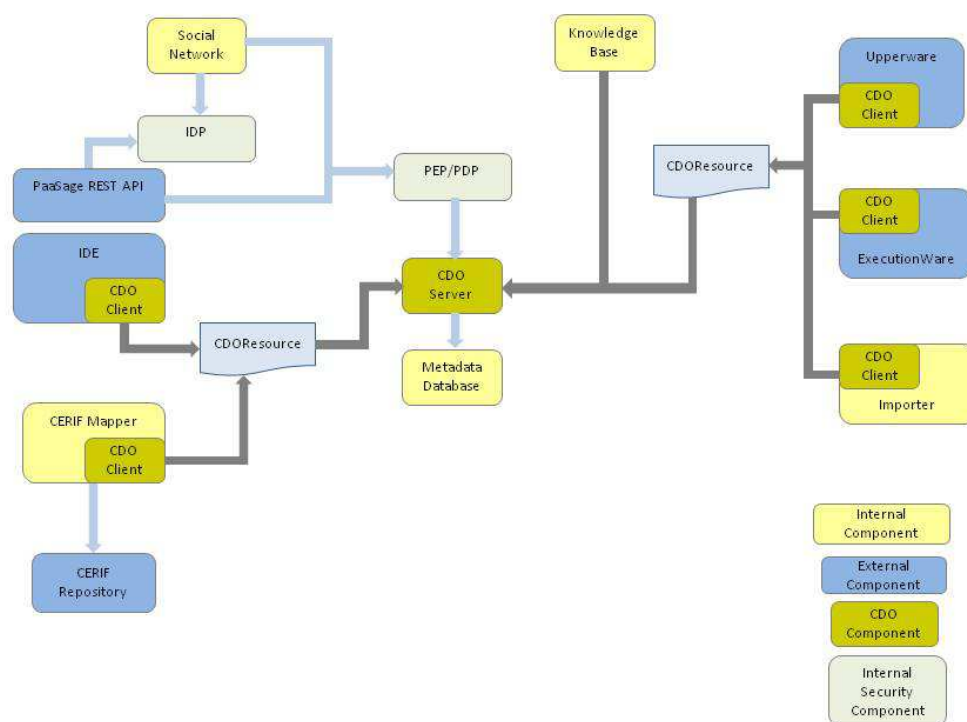 Social
Network
Knowledge
Base
Upperware
CDO
Client
IDP
CDOResource
PEP/PDP
PaaSage REST API
CDO
Client
ExecutionWare
IDE
CDO
Client
CDO
Server
CDOResource
Metadata
Database
CDO
Client
Importer
CERIF Mapper
CDO
Client
CERIF
Repository
Internal
Component
External
Component
CDO
Component
Internal
Security
Component